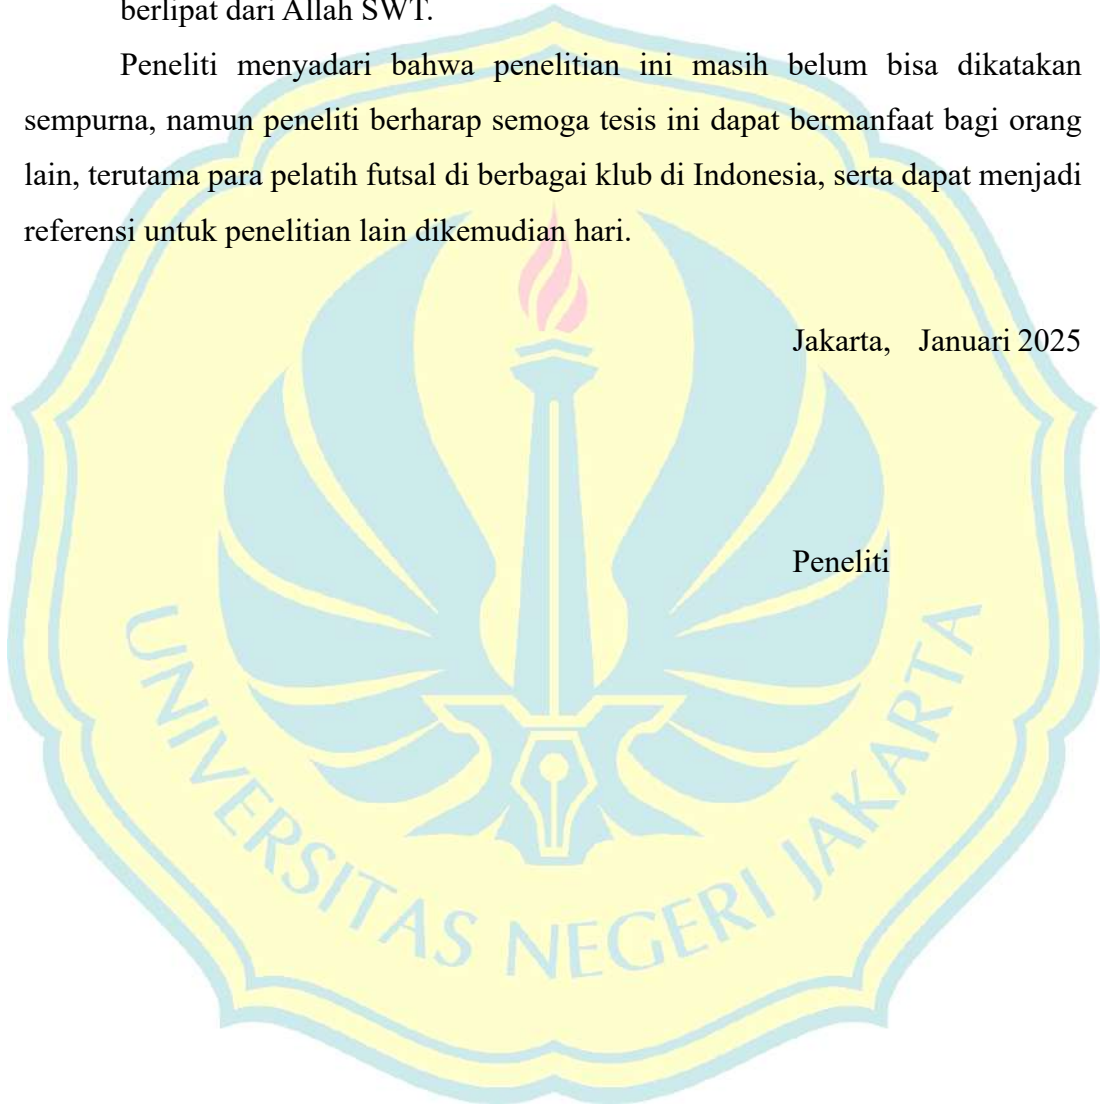 berlipat dari Allah SWT.
Peneliti menyadari bahwa penelitian ini masih belum bisa dikatakan
sempurna, namun peneliti berharap semoga tesis ini dapat bermanfaat bagi orang
lain, terutama para pelatih futsal di berbagai klub di Indonesia, serta dapat menjadi
referensi untuk penelitian lain dikemudian hari.
Jakarta, Januari 2025
Peneliti
UNIVERSITAS NEGERI JAKARTA